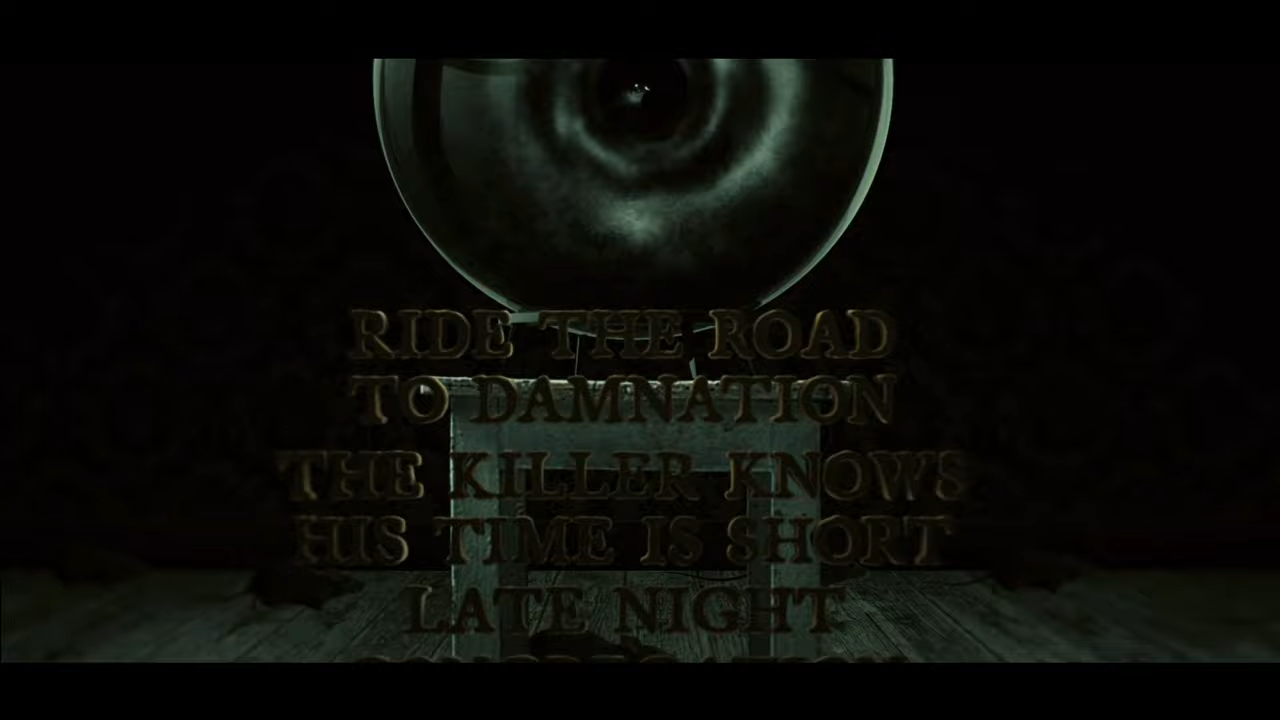 RIDE THE ROAD
TO DAMNATION
THE KILLER KNOWS
HIS TIME IS SHORT
LATE NIGHT